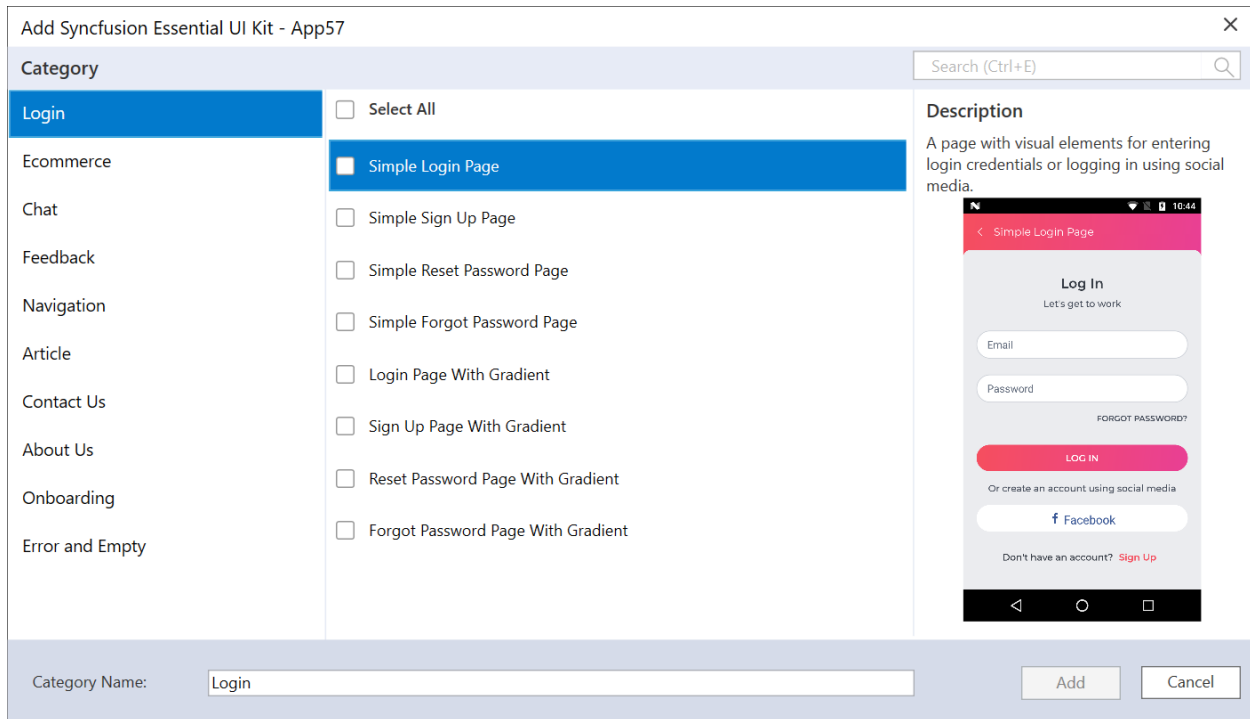 Add Syncfusion Essential UI Kit - App57
Category
Search (Ctrl+E)
Login
Ecommerce
Chat
Feedback
Navigation
Article
Contact Us
About Us
Onboarding
Error and Empty
Select All
Simple Login Page
Simple Sign Up Page
Simple Reset Password Page
Simple Forgot Password Page
Login Page With Gradient
Sign Up Page With Gradient
Reset Password Page With Gradient
Forgot Password Page With Gradient
Description
A page with visual elements for entering
login credentials or logging in using social
media.
10:44
Simple Login Page
Log In
Let's get to work
Email
Password
FORGOT PASSWORD?
LOG IN
Or create an account using social media
f Facebook
Don't have an account? Sign Up
Category Name:
Login
Add
Cancel